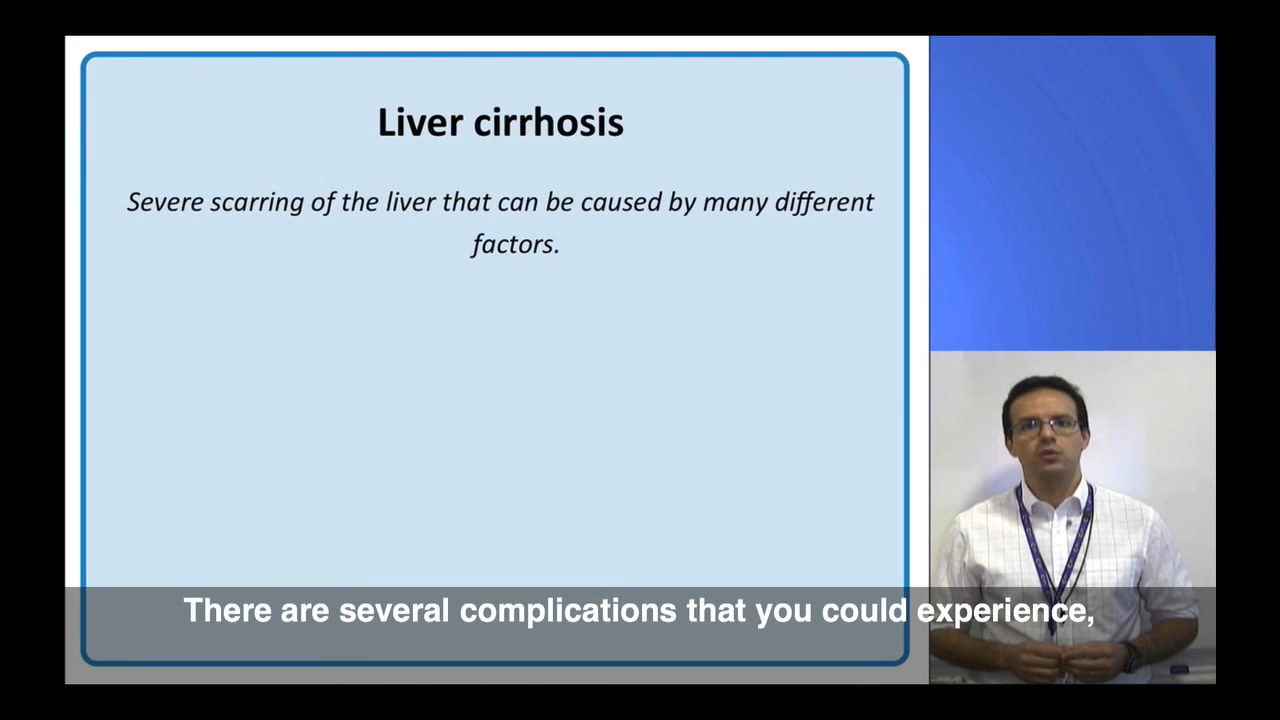 Liver cirrhosis
Severe scarring of the liver that can be caused by many different
factors.
There are several complications that you could experience,